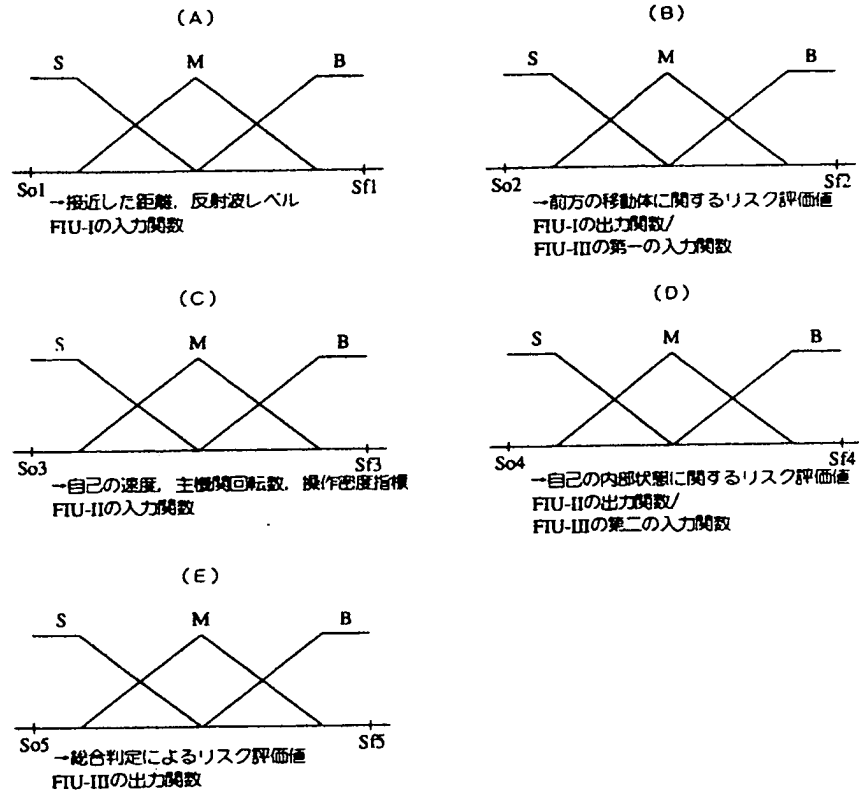 (A)
S M B
So1 Sf1
→接近した距離，反射波レベル
FIU-Iの入力関数
(B)
S M B
So2 Sf2
→前方の移動体に関するリスク評価値
FIU-Iの出力関数/
FIU-IIIの第一の入力関数
(C)
S M B
So3 Sf3
→自己の速度，主機関回転数，操作密度指標
FIU-IIの入力関数
(D)
S M B
So4 Sf4
→自己の内部状態に関するリスク評価値
FIU-IIの出力関数/
FIU-IIIの第二の入力関数
(E)
S M B
So5 Sf5
→総合判定によるリスク評価値
FIU-IIIの出力関数